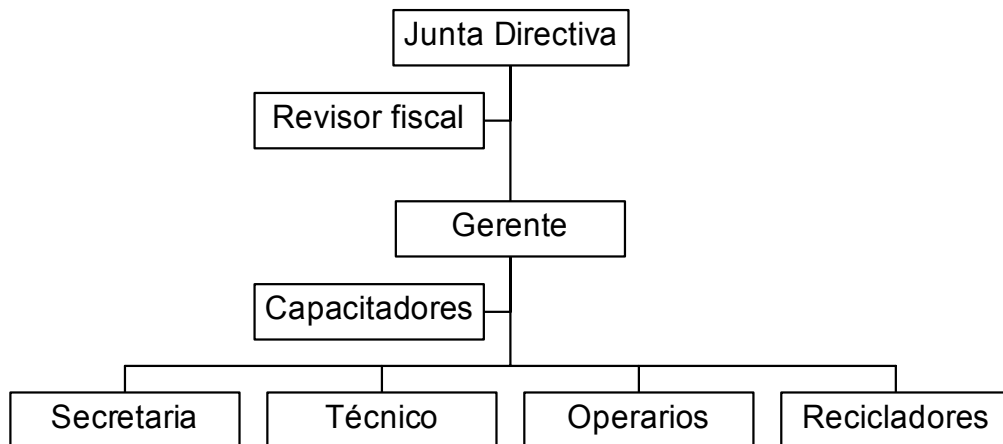 Junta Directiva
Revisor fiscal
Gerente
Capacitadores
Secretaria
Técnico
Operarios
Recicladores